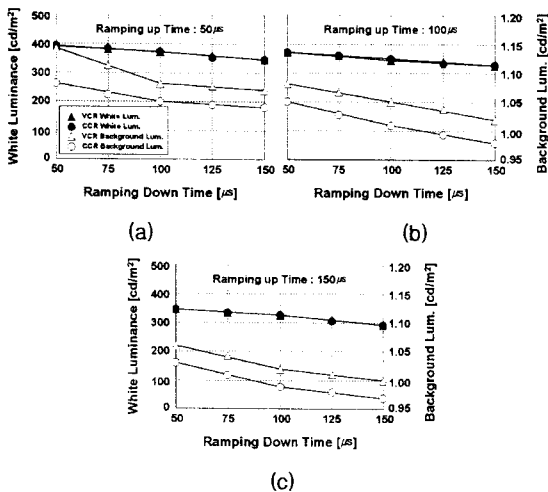 Ramping up Time : 50㎲
White Luminance [cd/m²]
500
400
300
200
100
0
▲ VCR White Lum.
● CCR White Lum.
△ VCR Background Lum.
○ CCR Background Lum.
50 75 100 125 150
Ramping Down Time [㎲]
(a)
Ramping up Time : 100㎲
1.20
1.15
1.10
1.05
1.00
0.95
Background Lum. [cd/m²]
50 75 100 125 150
Ramping Down Time [㎲]
(b)
Ramping up Time : 150㎲
White Luminance [cd/m²]
500
400
300
200
100
0
1.20
1.15
1.10
1.05
1.00
0.95
Background Lum. [cd/m²]
50 75 100 125 150
Ramping Down Time [㎲]
(c)